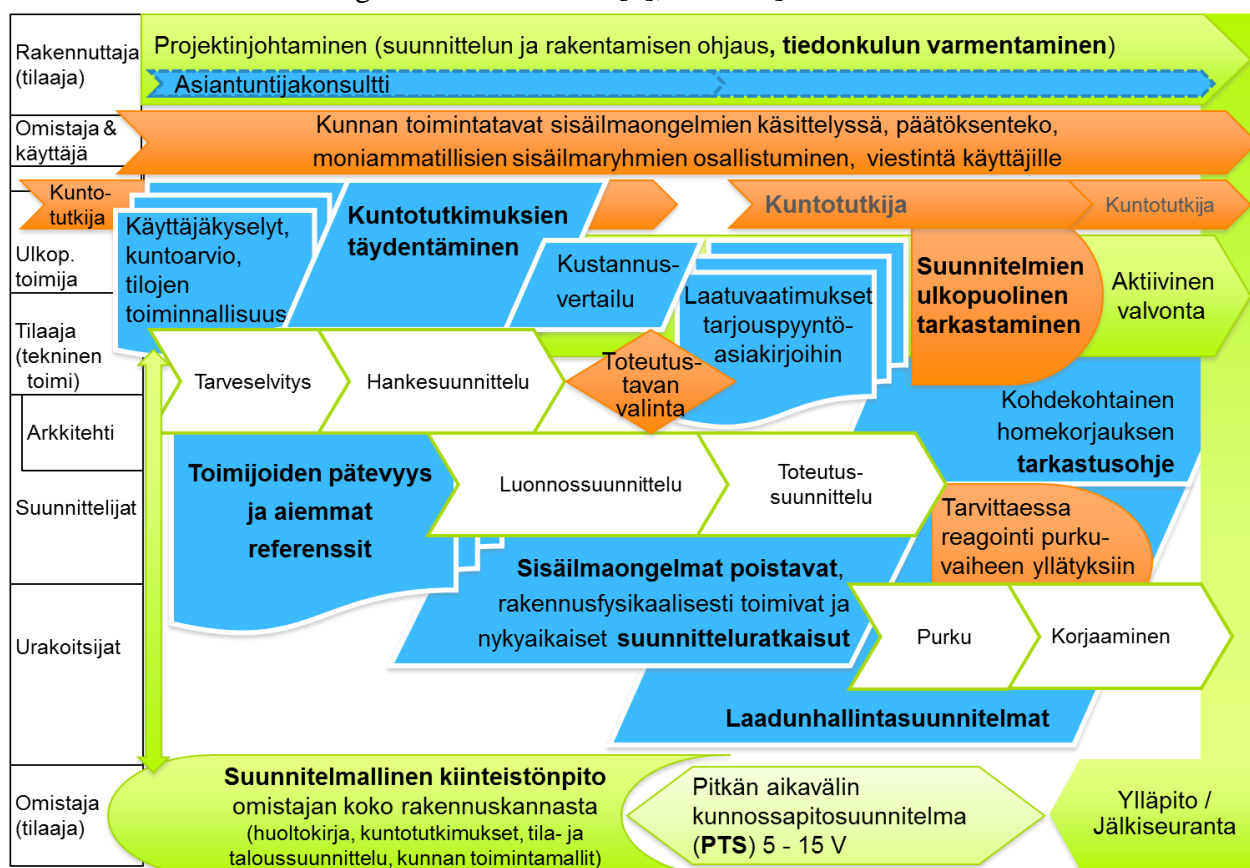 Rakennuttaja
(tilaaja)
Projektinjohtaminen (suunnittelun ja rakentamisen ohjaus, tiedonkulun varmentaminen)
Asiantuntijakonsultti
Omistaja &
käyttäjä
Kunnan toimintatavat sisäilmaongelmien käsittelyssä, päätöksenteko,
moniammatillisien sisäilmaryhmien osallistuminen, viestintä käyttäjille
Kunto-
tutkija
Kuntotutkija
Kuntotutkija
Ulkop.
toimija
Käyttäjäkyselyt,
kuntoarvio,
tilojen
toiminnallisuus
Kuntotutkimuksien
täydentäminen
Kustannus-
vertailu
Laatuvaatimukset
tarjouspyyntö-
asiakirjoihin
Suunnitelmien
ulkopuolinen
tarkastaminen
Aktiivinen
valvonta
Tilaaja
(tekninen
toimi)
Tarveselvitys
Hankesuunnittelu
Toteutus-
tavan
valinta
Kohdekohtainen
homekorjauksen
tarkastusohje
Arkkitehti
Suunnittelijat
Toimijoiden pätevyys
ja aiemmat
referenssit
Luonnossuunnittelu
Toteutus-
suunnittelu
Tarvittaessa
reagointi purku-
vaiheen yllätyksiin
Sisäilmaongelmat poistavat,
rakennusfysikaalisesti toimivat ja
nykyaikaiset suunnitteluratkaisut
Urakoitsijat
Purku
Korjaaminen
Laadunhallintasuunnitelmat
Omistaja
(tilaaja)
Suunnitelmallinen kiinteistönpito
omistajan koko rakennuskannasta
(huoltokirja, kuntotutkimukset, tila- ja
taloussuunnittelu, kunnan toimintamallit)
Pitkän aikavälin
kunnossapitosuunnitelma
(PTS) 5 - 15 V
Ylläpito /
Jälkiseuranta